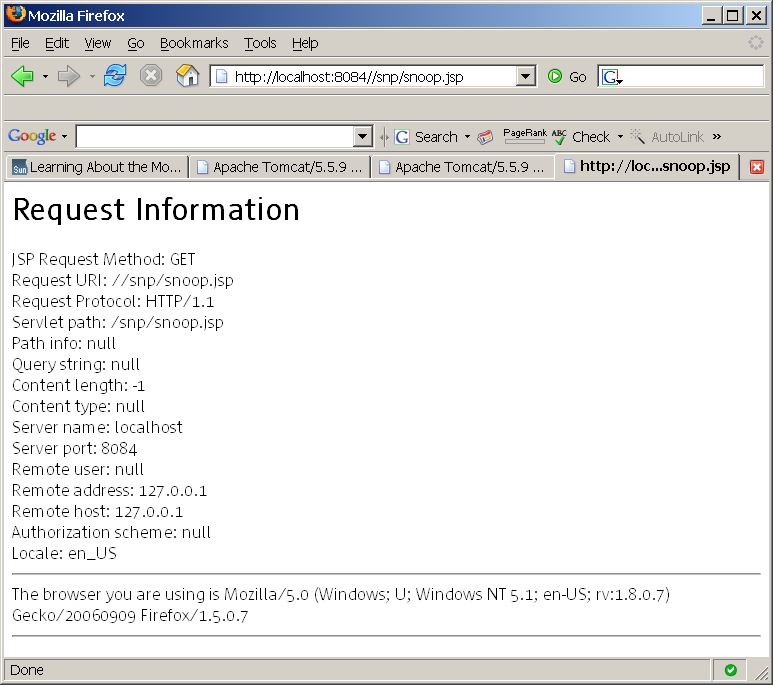 Mozilla Firefox
File Edit View Go Bookmarks Tools Help
http://localhost:8084//snp/snoop.jsp Go G
Google G Search PageRank ABC Check AutoLink »
Sun Learning About the Mo... Apache Tomcat/5.5.9 ... Apache Tomcat/5.5.9 ... http://loc...snoop.jsp
Request Information
JSP Request Method: GET
Request URI: //snp/snoop.jsp
Request Protocol: HTTP/1.1
Servlet path: /snp/snoop.jsp
Path info: null
Query string: null
Content length: -1
Content type: null
Server name: localhost
Server port: 8084
Remote user: null
Remote address: 127.0.0.1
Remote host: 127.0.0.1
Authorization scheme: null
Locale: en_US
The browser you are using is Mozilla/5.0 (Windows; U; Windows NT 5.1; en-US; rv:1.8.0.7)
Gecko/20060909 Firefox/1.5.0.7
Done